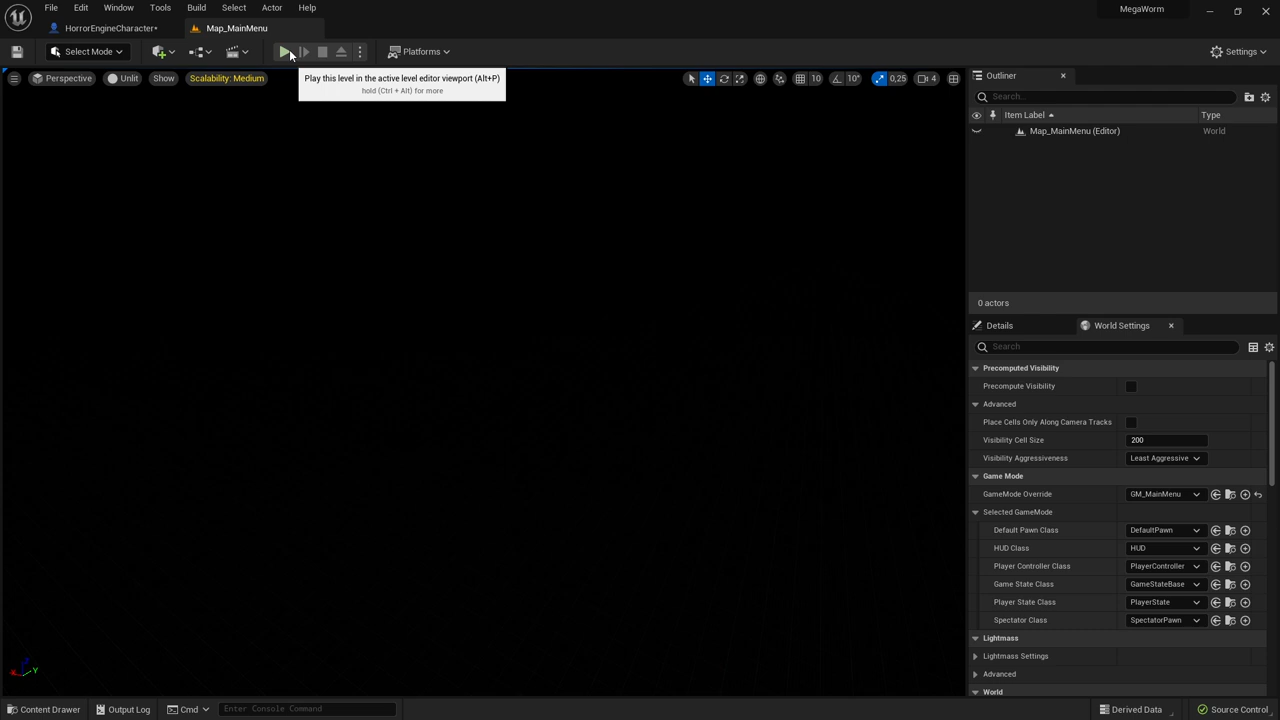 File Edit Window Tools Build Select Actor Help
MegaWorm
HorrorEngineCharacter*
Map_MainMenu
Select Mode
Platforms
Settings
Perspective
Unlit
Show
Scalability: Medium
Play this level in the active level editor viewport (Alt+P)
hold (Ctrl + Alt) for more
10
10°
0,25
4
Outliner
Search...
Item Label
Type
Map_MainMenu (Editor)
World
0 actors
Details
World Settings
Search
Precomputed Visibility
Precompute Visibility
Advanced
Place Cells Only Along Camera Tracks
Visibility Cell Size
200
Visibility Aggressiveness
Least Aggressive
Game Mode
GameMode Override
GM_MainMenu
Selected GameMode
Default Pawn Class
DefaultPawn
HUD Class
HUD
Player Controller Class
PlayerController
Game State Class
GameStateBase
Player State Class
PlayerState
Spectator Class
SpectatorPawn
Lightmass
Lightmass Settings
Advanced
World
Y
Content Drawer
Output Log
Cmd
Enter Console Command
Derived Data
Source Control